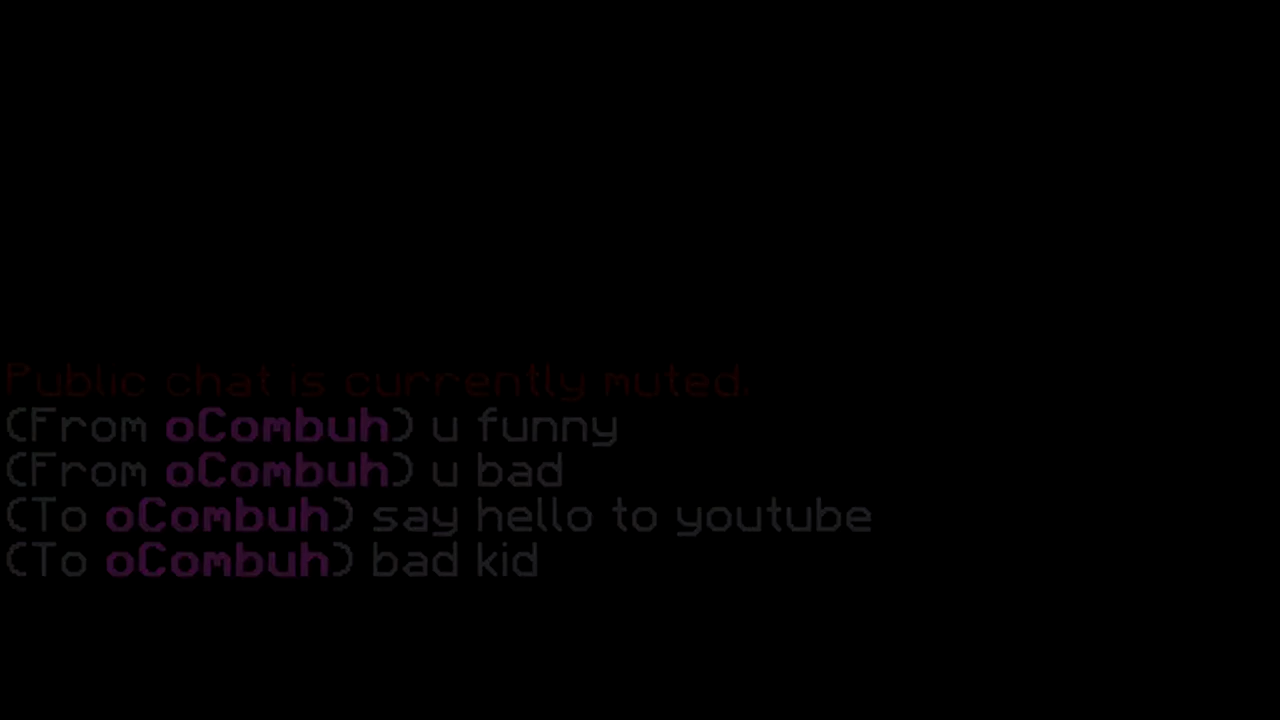 Public chat is currently muted.
(From oCombuh) u funny
(From oCombuh) u bad
(To oCombuh) say hello to youtube
(To oCombuh) bad kid